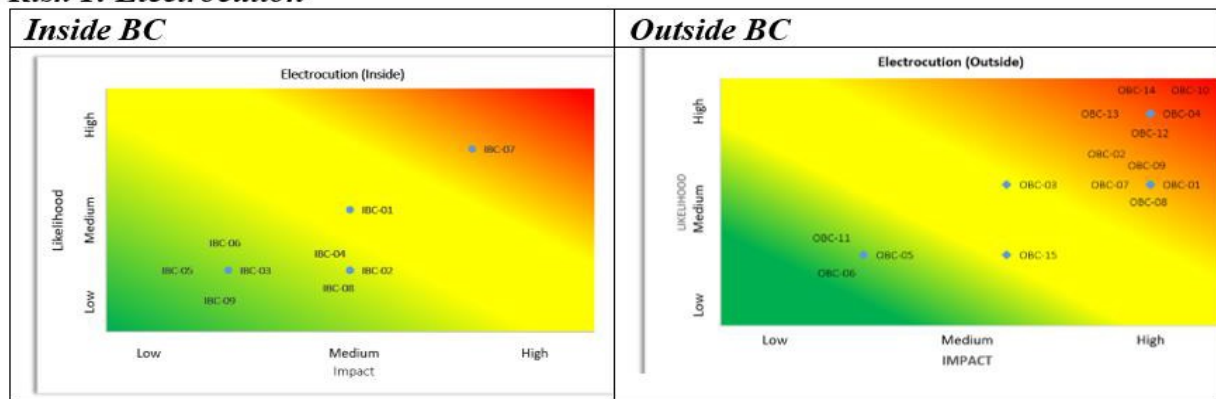 Risk 1: Electrocution
Inside BC
Electrocution (Inside)
High
IBC-07
Likelihood
Medium
IBC-01
IBC-06
IBC-04
IBC-05
IBC-03
IBC-02
IBC-08
IBC-09
Low
Low Medium High
Impact
Outside BC
Electrocution (Outside)
OBC-14 OBC-10
High
OBC-13 OBC-04
OBC-12
OBC-02
OBC-09
LIKELIHOOD
Medium
OBC-03 OBC-07 OBC-01
OBC-08
OBC-11
OBC-05 OBC-15
OBC-06
Low
Low Medium High
IMPACT